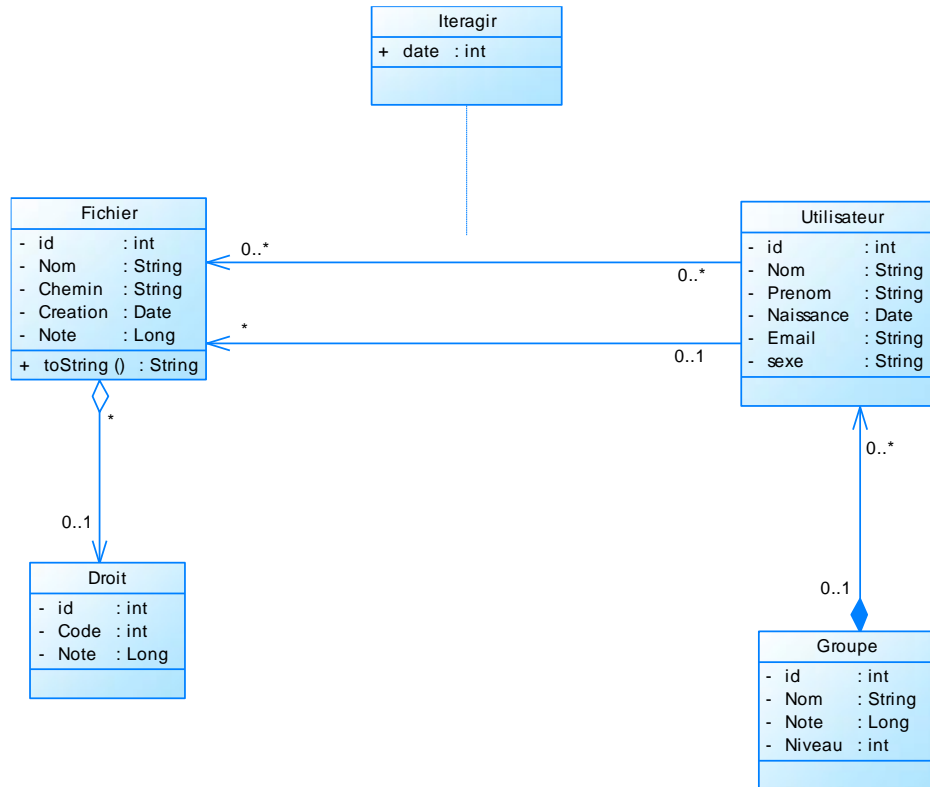 Iteragir
+ date : int
Fichier
- id : int
- Nom : String
- Chemin : String
- Creation : Date
- Note : Long
+ toString () : String
0..*
0..*
*
0..1
Utilisateur
- id : int
- Nom : String
- Prenom : String
- Naissance : Date
- Email : String
- sexe : String
*
0..1
0..*
0..1
Droit
- id : int
- Code : int
- Note : Long
Groupe
- id : int
- Nom : String
- Note : Long
- Niveau : int